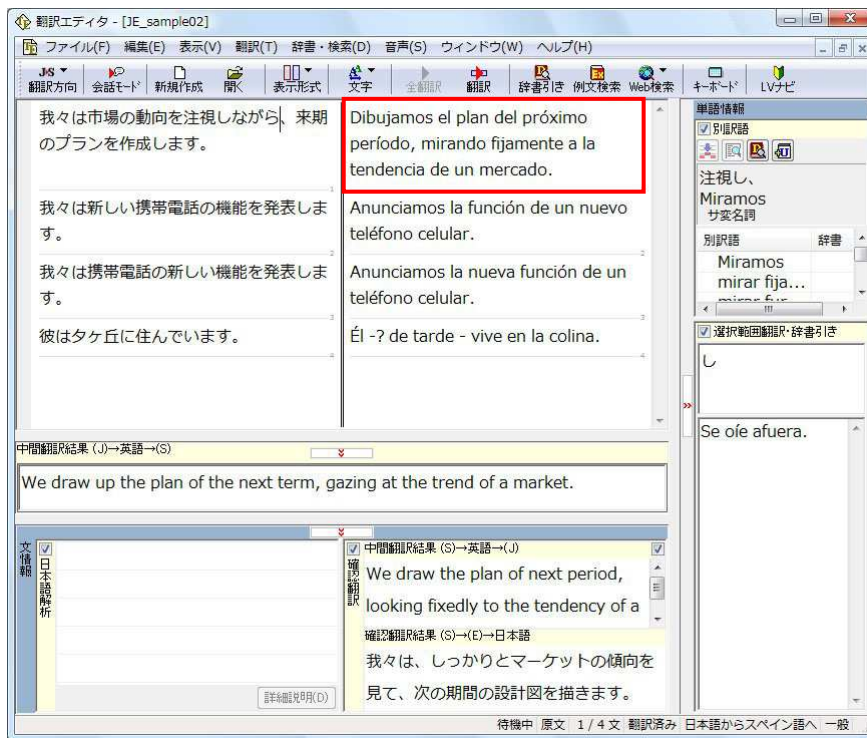 翻訳エディタ - [JE_sample02]
ファイル(F) 編集(E) 表示(V) 翻訳(T) 辞書・検索(D) 音声(S) ウィンドウ(W) ヘルプ(H)
J▸S
翻訳方向 会話モード 新規作成 開く 表示形式 文字 全翻訳 翻訳 辞書引き 例文検索 Web検索 キーボード LVナビ
我々は市場の動向を注視しながら、来期
のプランを作成します。
1
我々は新しい携帯電話の機能を発表しま
す。
2
我々は携帯電話の新しい機能を発表しま
す。
3
彼は夕ヶ丘に住んでいます。
4
Dibujamos el plan del próximo
período, mirando fijamente a la
tendencia de un mercado.
Anunciamos la función de un nuevo
teléfono celular.
2
Anunciamos la nueva función de un
teléfono celular.
3
Él -? de tarde - vive en la colina.
4
単語情報
別訳語
注視し、
Miramos
サ変名詞
別訳語 辞書
Miramos
mirar fija...
mirar fur
選択範囲翻訳・辞書引き
し
Se oíe afuera.
中間翻訳結果 (J)→英語→(S)
We draw up the plan of the next term, gazing at the trend of a market.
文情報
日本語解析
詳細説明(D)
確認翻訳
中間翻訳結果 (S)→英語→(J)
We draw the plan of next period,
looking fixedly to the tendency of a
確認翻訳結果 (S)→(E)→日本語
我々は、しっかりとマーケットの傾向を
見て、次の期間の設計図を描きます。
待機中 原文 1 / 4 文 翻訳済み 日本語からスペイン語へ 一般